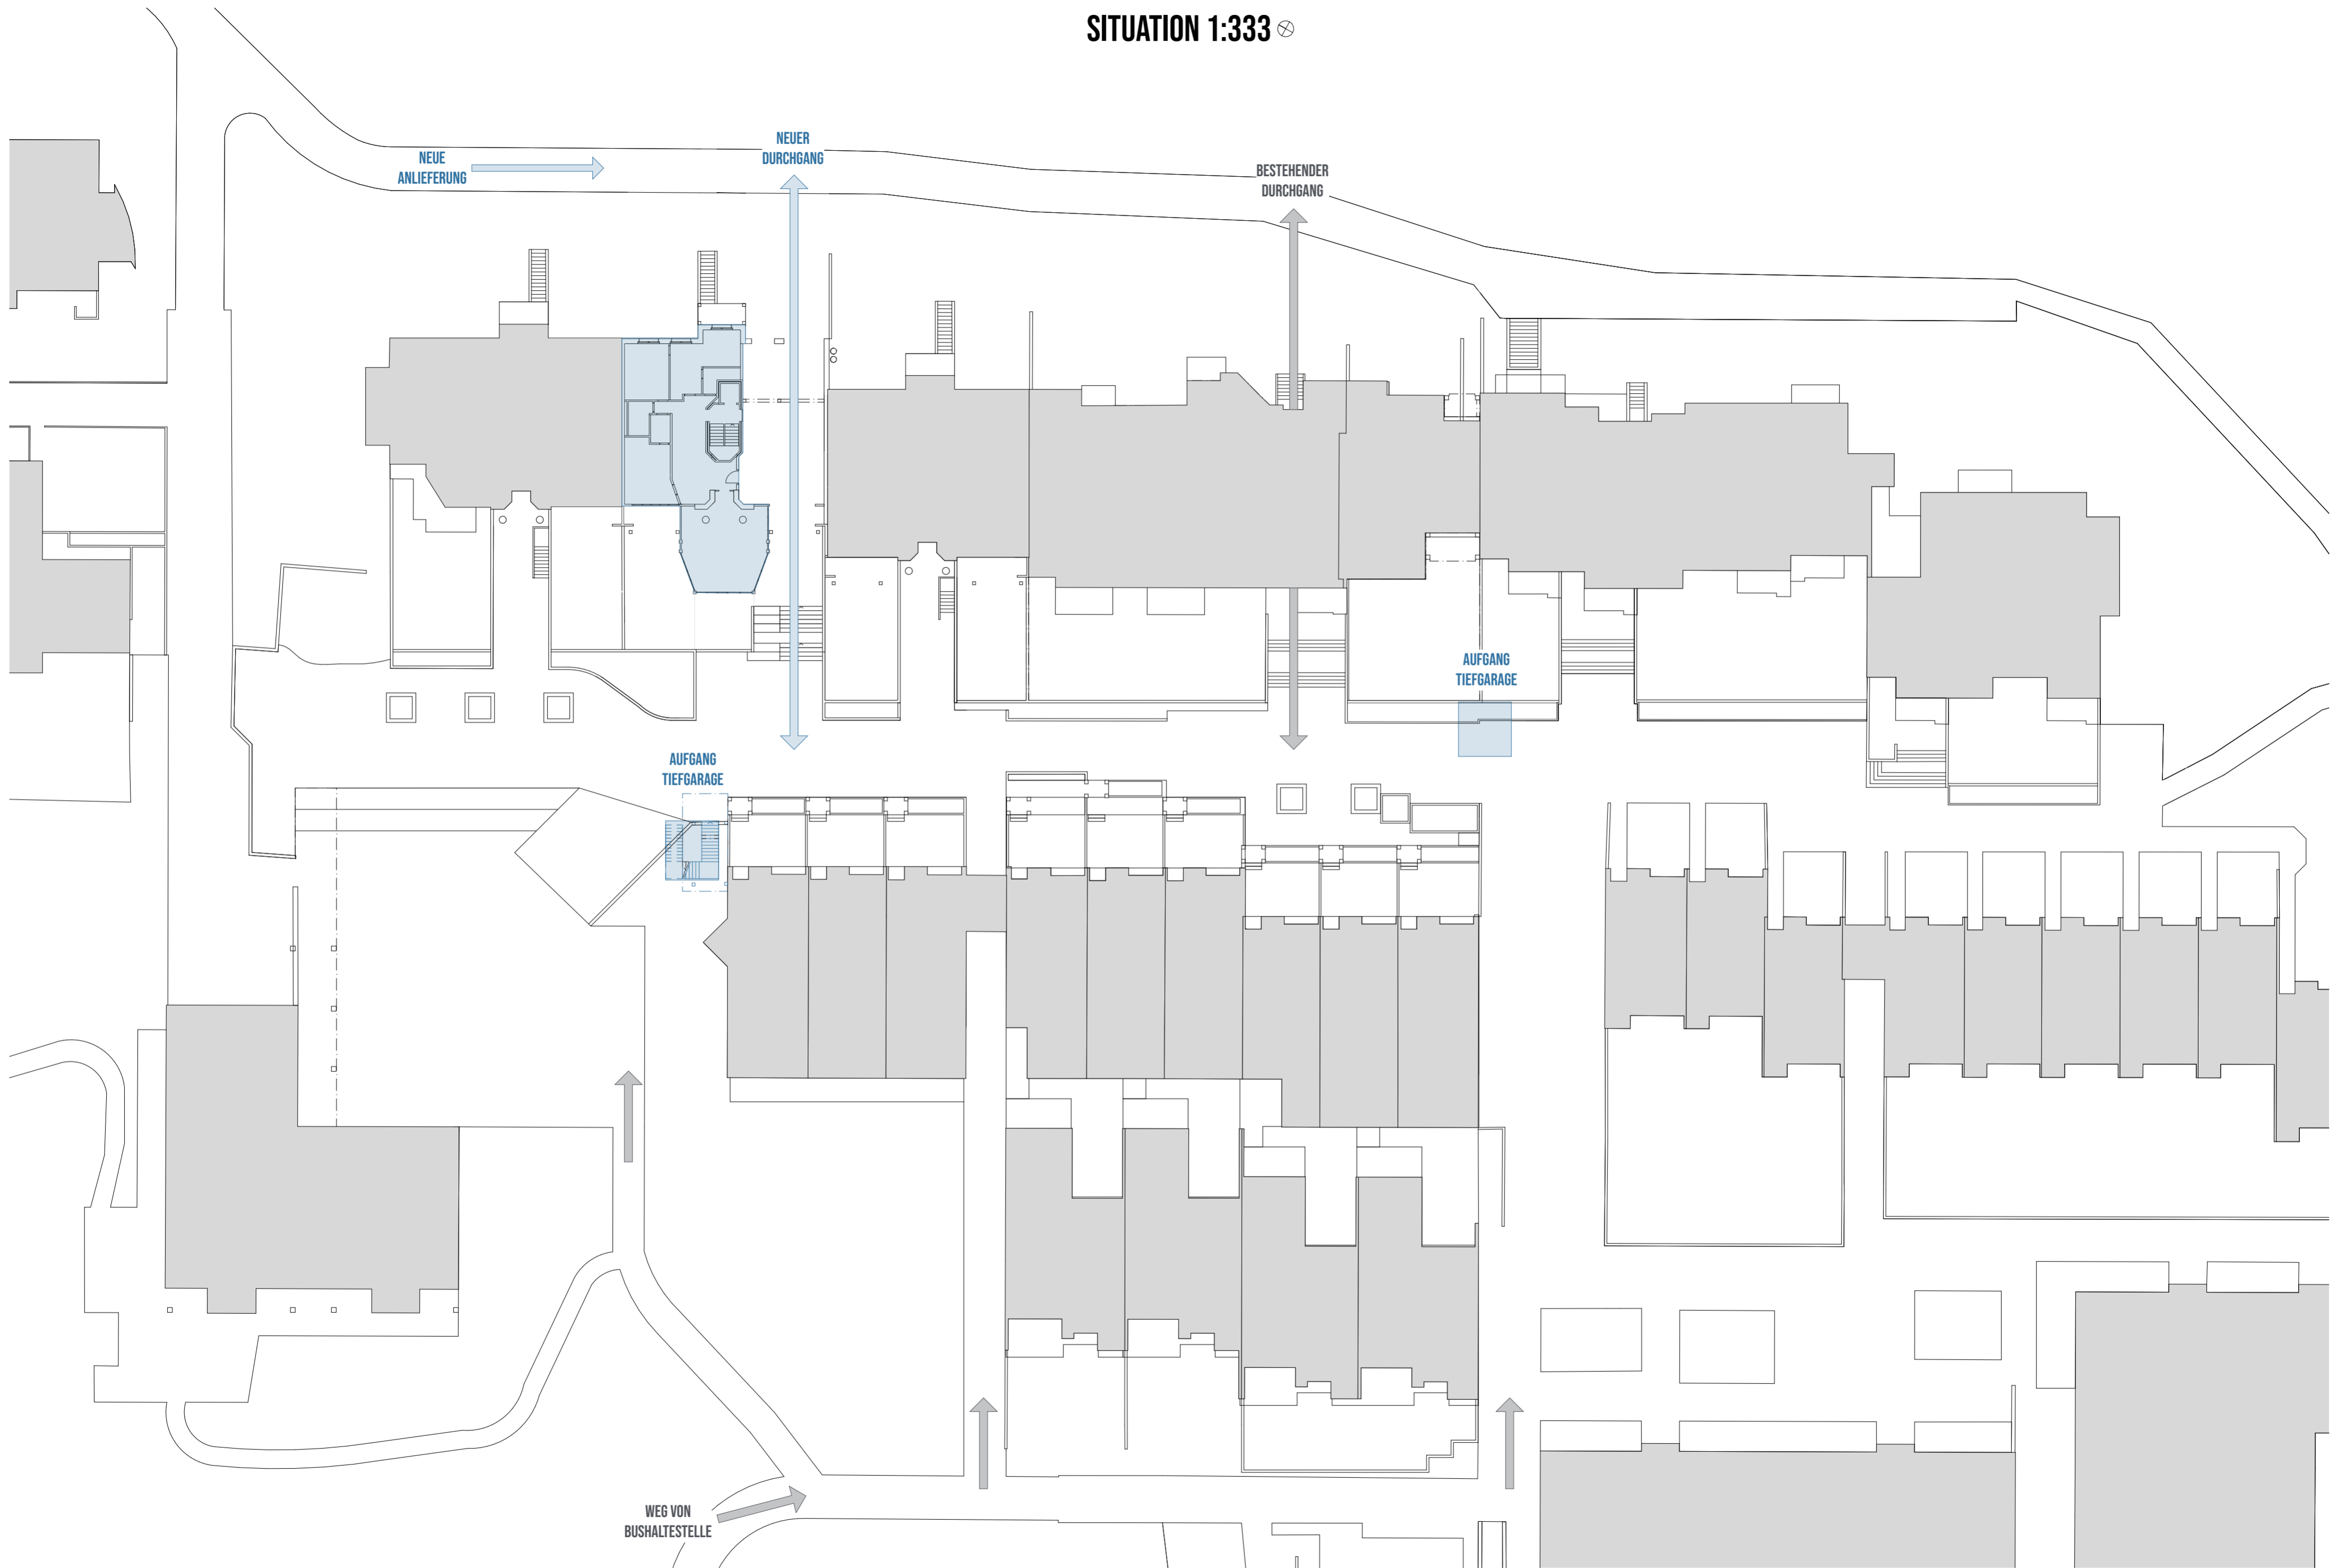 SITUATION 1:333
NEUER
DURCHGANG
NEUE
ANLIEFERUNG
BESTEHENDER
DURCHGANG
AUFGANG
TIEFGARAGE
AUFGANG
TIEFGARAGE
WEG VON
BUSHALTESTELLE